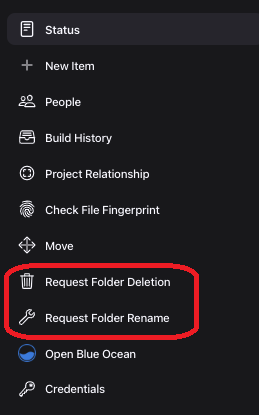 Status
New Item
People
Build History
Project Relationship
Check File Fingerprint
Move
Request Folder Deletion
Request Folder Rename
Open Blue Ocean
Credentials